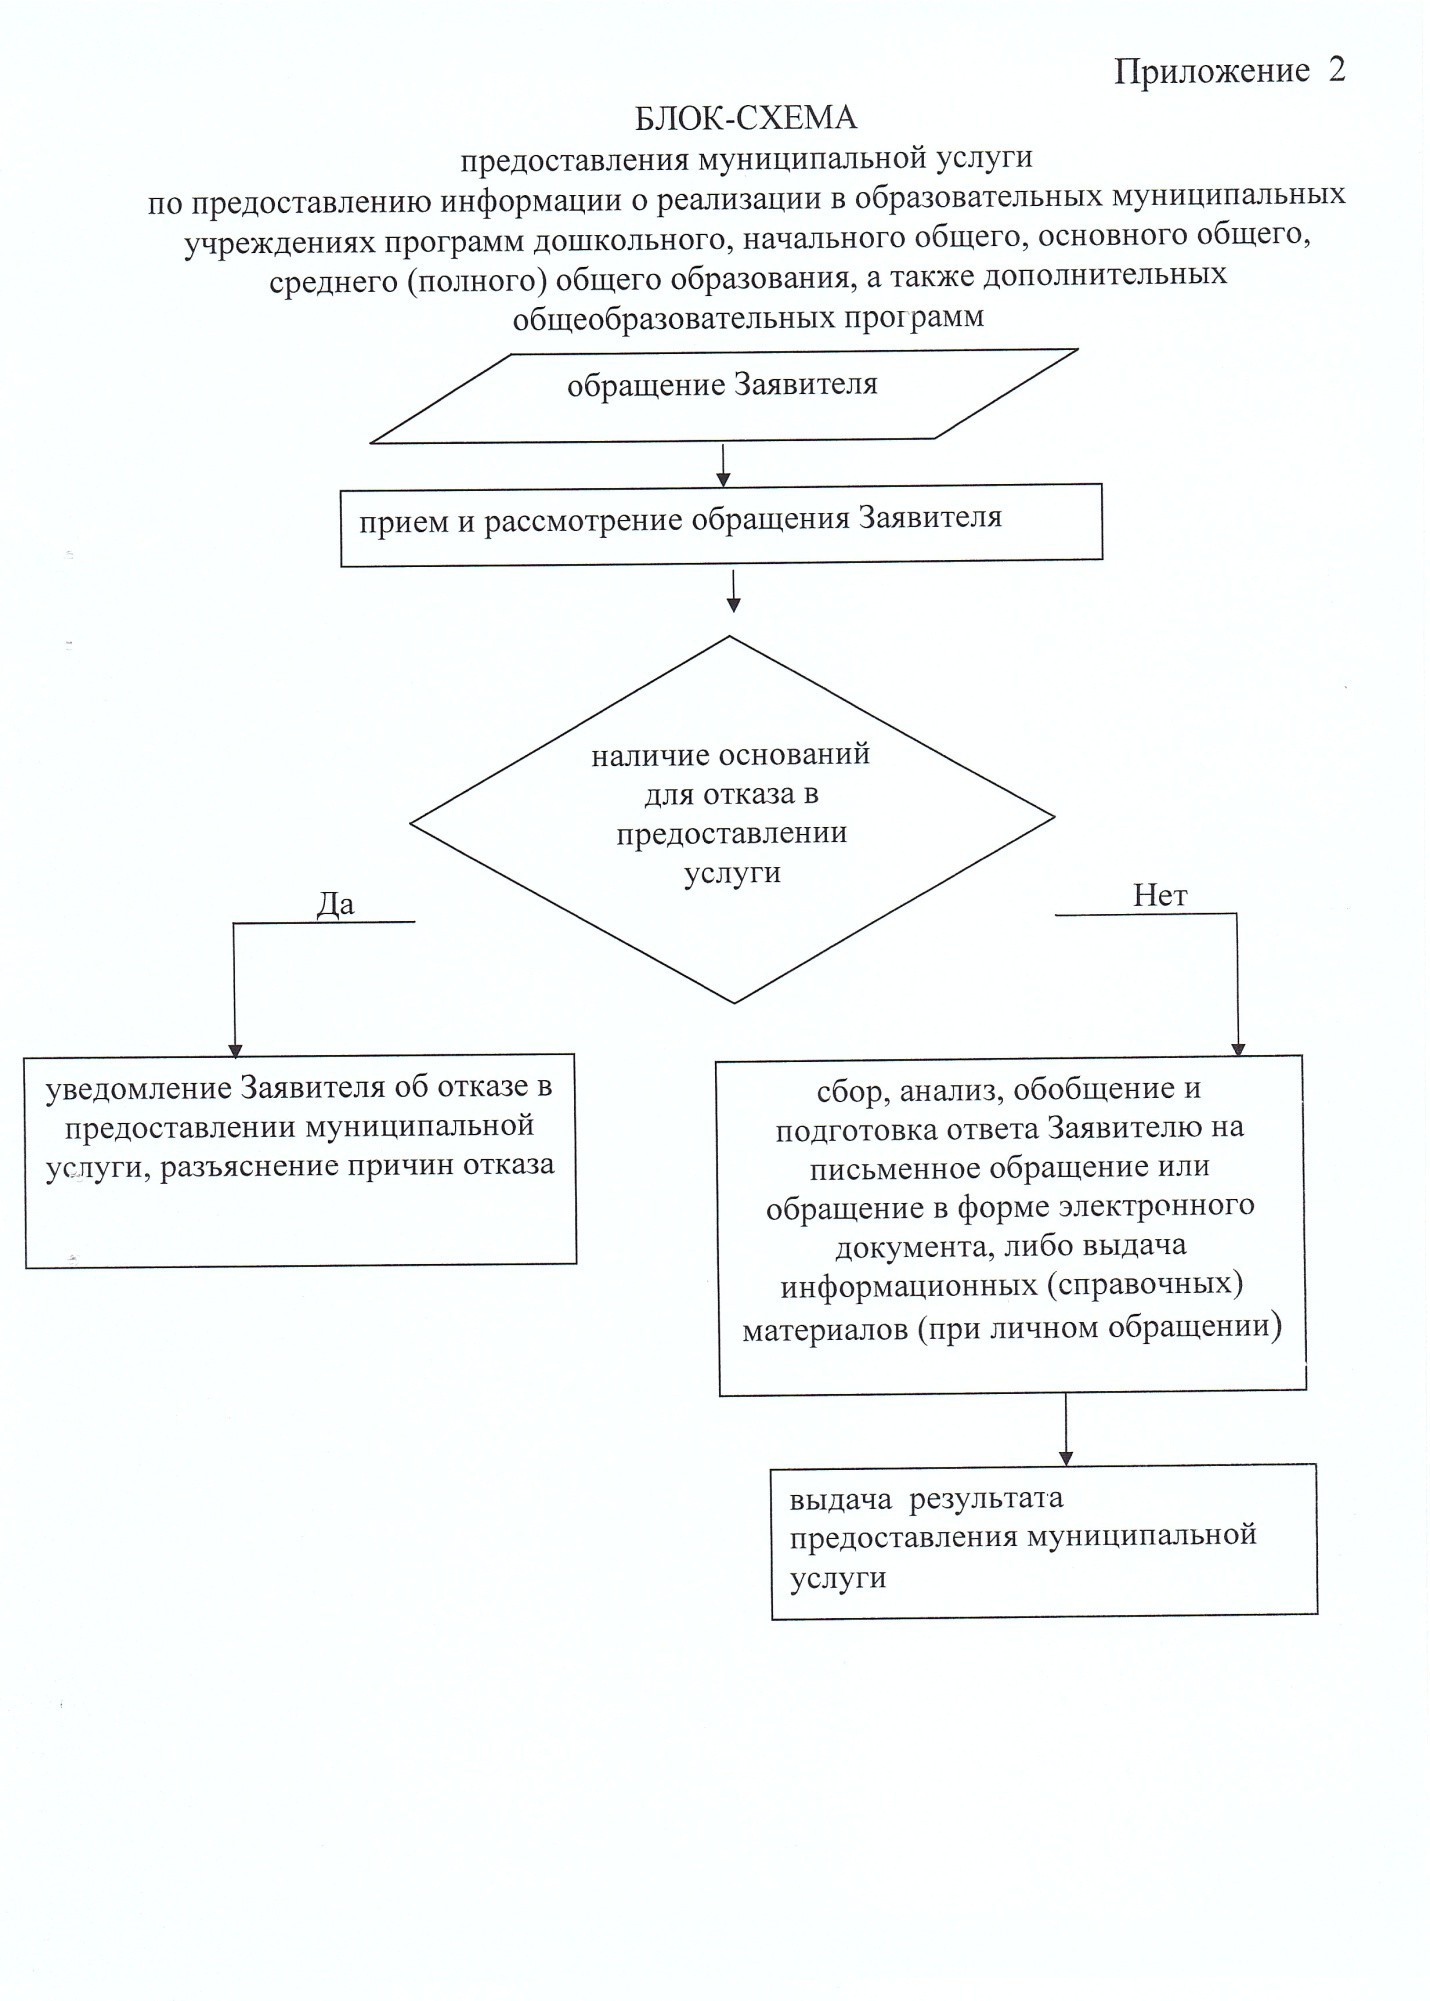 Приложение 2
БЛОК-СХЕМА
предоставления муниципальной услуги
по предоставлению информации о реализации в образовательных муниципальных
учреждениях программ дошкольного, начального общего, основного общего,
среднего (полного) общего образования, а также дополнительных
общеобразовательных программ
обращение Заявителя
прием и рассмотрение обращения Заявителя
наличие оснований
для отказа в
предоставлении
услуги
Да
Нет
уведомление Заявителя об отказе в
предоставлении муниципальной
услуги, разъяснение причин отказа
сбор, анализ, обобщение и
подготовка ответа Заявителю на
письменное обращение или
обращение в форме электронного
документа, либо выдача
информационных (справочных)
материалов (при личном обращении)
выдача результата
предоставления муниципальной
услуги